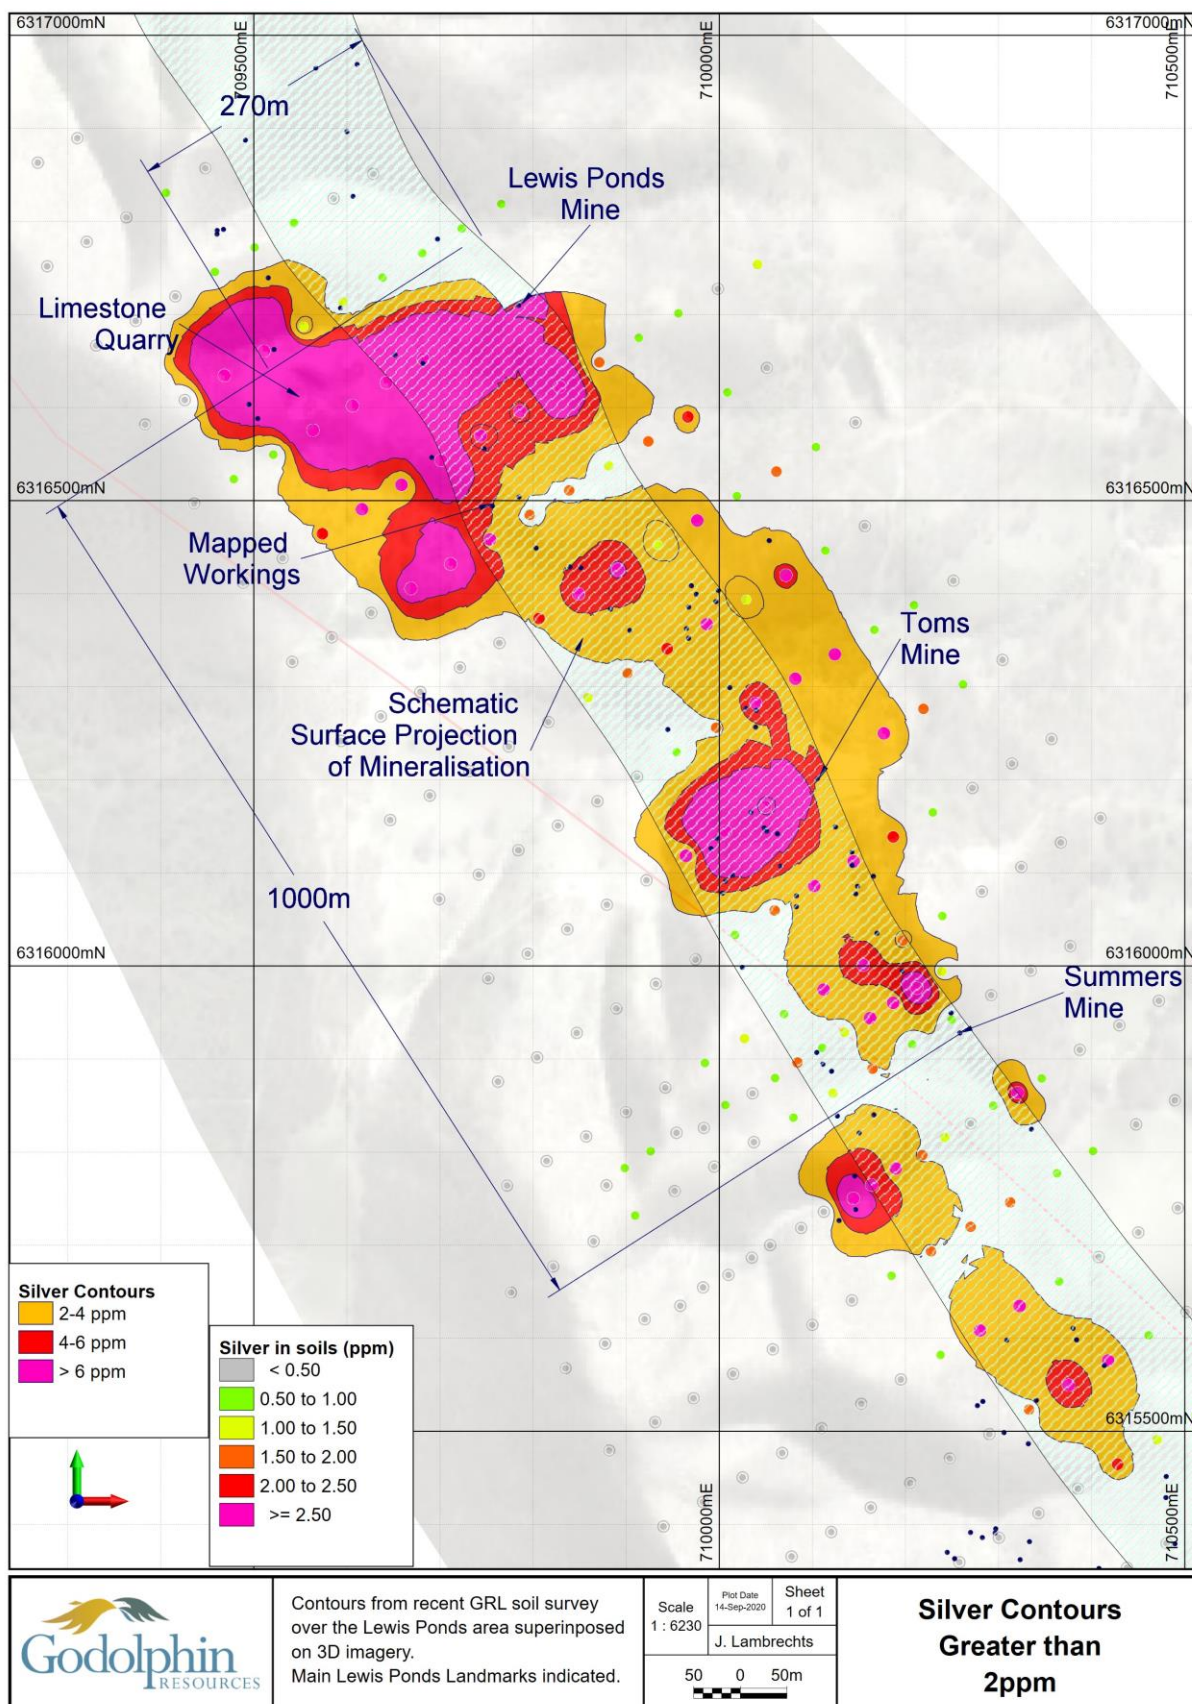 6317000mN
6317000mN
709500mE
710000mE
710500mE
270m
Lewis Ponds
Mine
Limestone
Quarry
6316500mN
6316500mN
Mapped
Workings
Toms
Mine
Schematic
Surface Projection
of Mineralisation
1000m
6316000mN
6316000mN
Summers
Mine
Silver Contours
2-4 ppm
4-6 ppm
> 6 ppm
Silver in soils (ppm)
< 0.50
0.50 to 1.00
1.00 to 1.50
1.50 to 2.00
2.00 to 2.50
>= 2.50
6315500mN
710000mE
710500mE
Godolphin
RESOURCES
Contours from recent GRL soil survey
over the Lewis Ponds area superinposed
on 3D imagery.
Main Lewis Ponds Landmarks indicated.
Scale
1 : 6230
Plot Date
14-Sep-2020
Sheet
1 of 1
J. Lambrechts
50 0 50m
Silver Contours
Greater than
2ppm